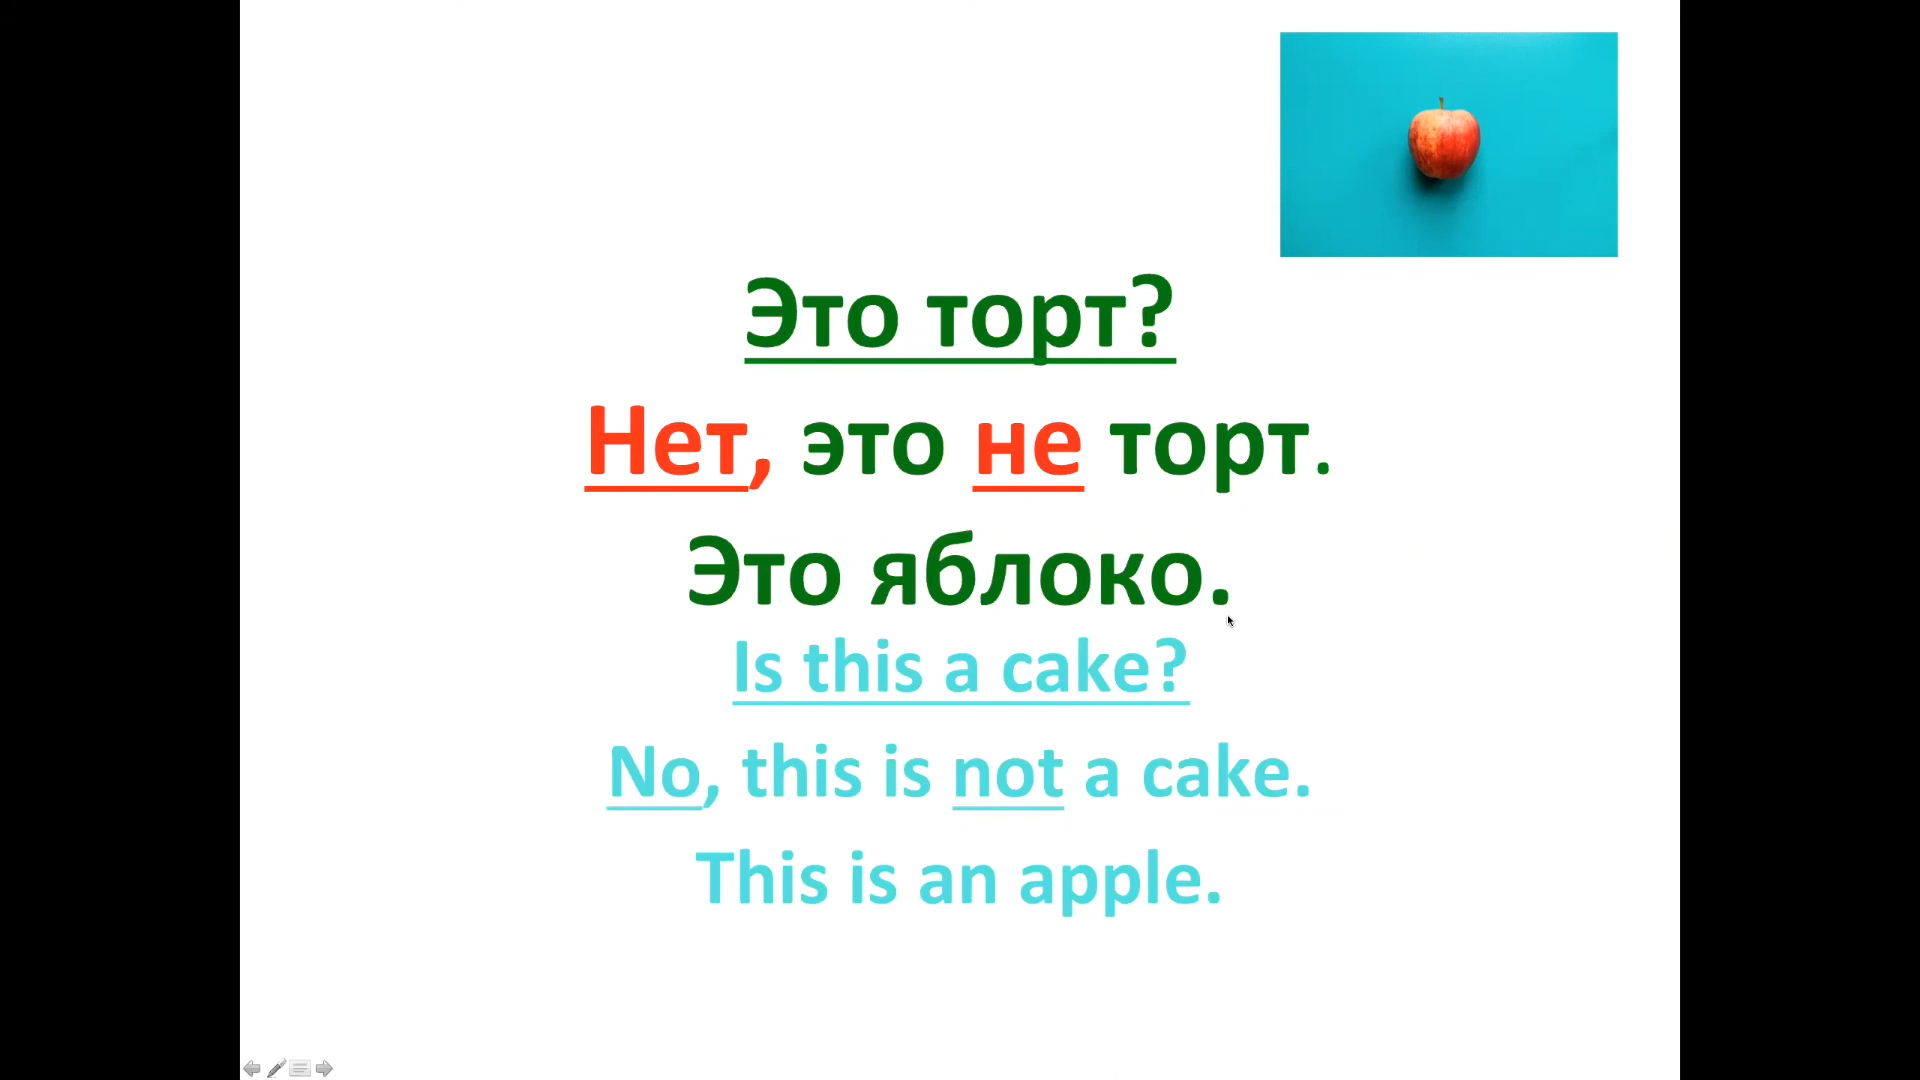 Это торт?
Нет, это не торт.
Это яблоко.
Is this a cake?
No, this is not a cake.
This is an apple.